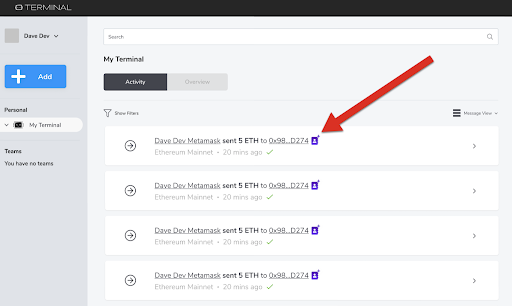 TERMINAL
Dave Dev
Search
Add
My Terminal
Activity
Overview
Personal
My Terminal
Show Filters
Message View
Teams
You have no teams
Dave Dev Metamask sent 5 ETH to 0x98...D274
Ethereum Mainnet • 20 mins ago
Dave Dev Metamask sent 5 ETH to 0x98...D274
Ethereum Mainnet • 20 mins ago
Dave Dev Metamask sent 5 ETH to 0x98...D274
Ethereum Mainnet • 20 mins ago
Dave Dev Metamask sent 5 ETH to 0x98...D274
Ethereum Mainnet • 20 mins ago